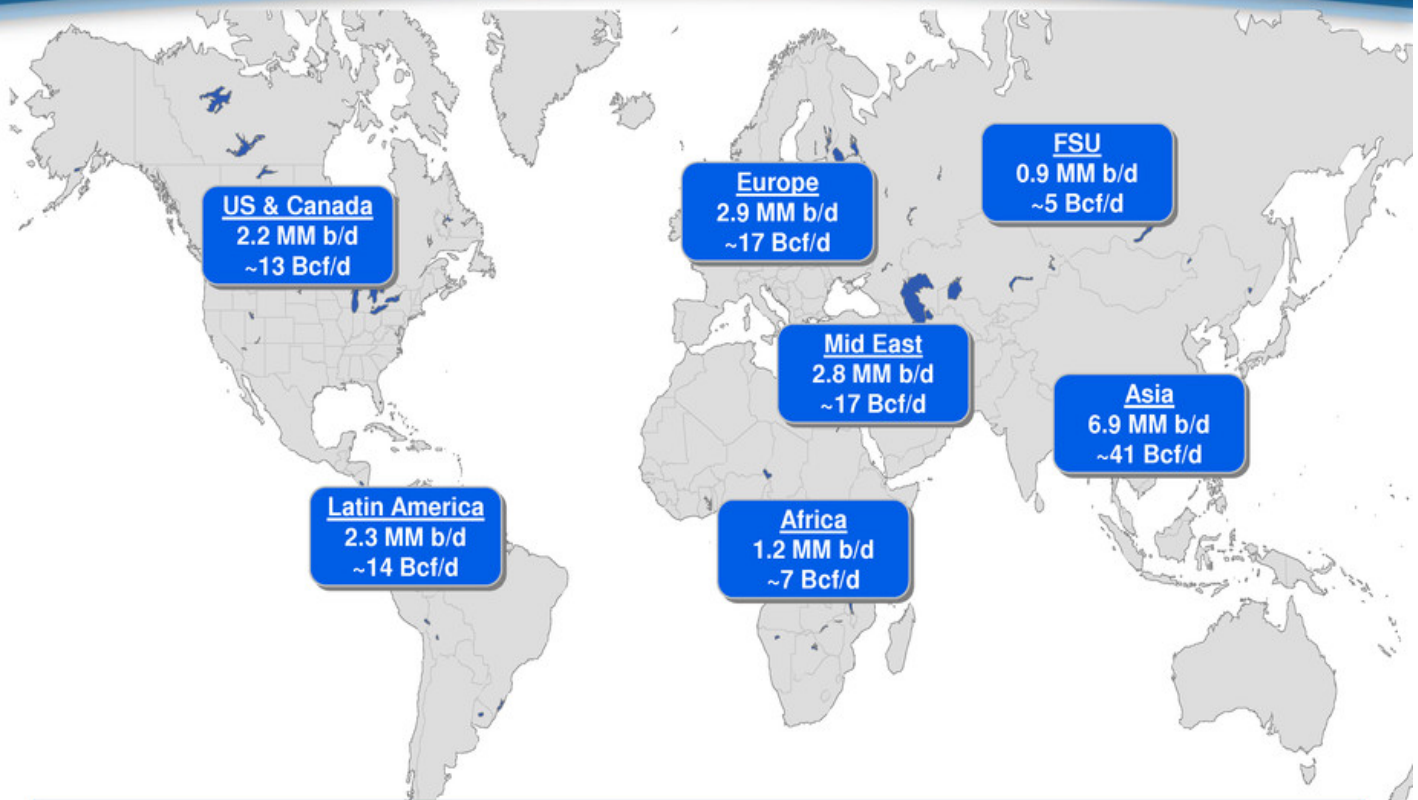 US & Canada
2.2 MM b/d
~13 Bcf/d
Europe
2.9 MM b/d
~17 Bcf/d
FSU
0.9 MM b/d
~5 Bcf/d
Mid East
2.8 MM b/d
~17 Bcf/d
Asia
6.9 MM b/d
~41 Bcf/d
Latin America
2.3 MM b/d
~14 Bcf/d
Africa
1.2 MM b/d
~7 Bcf/d